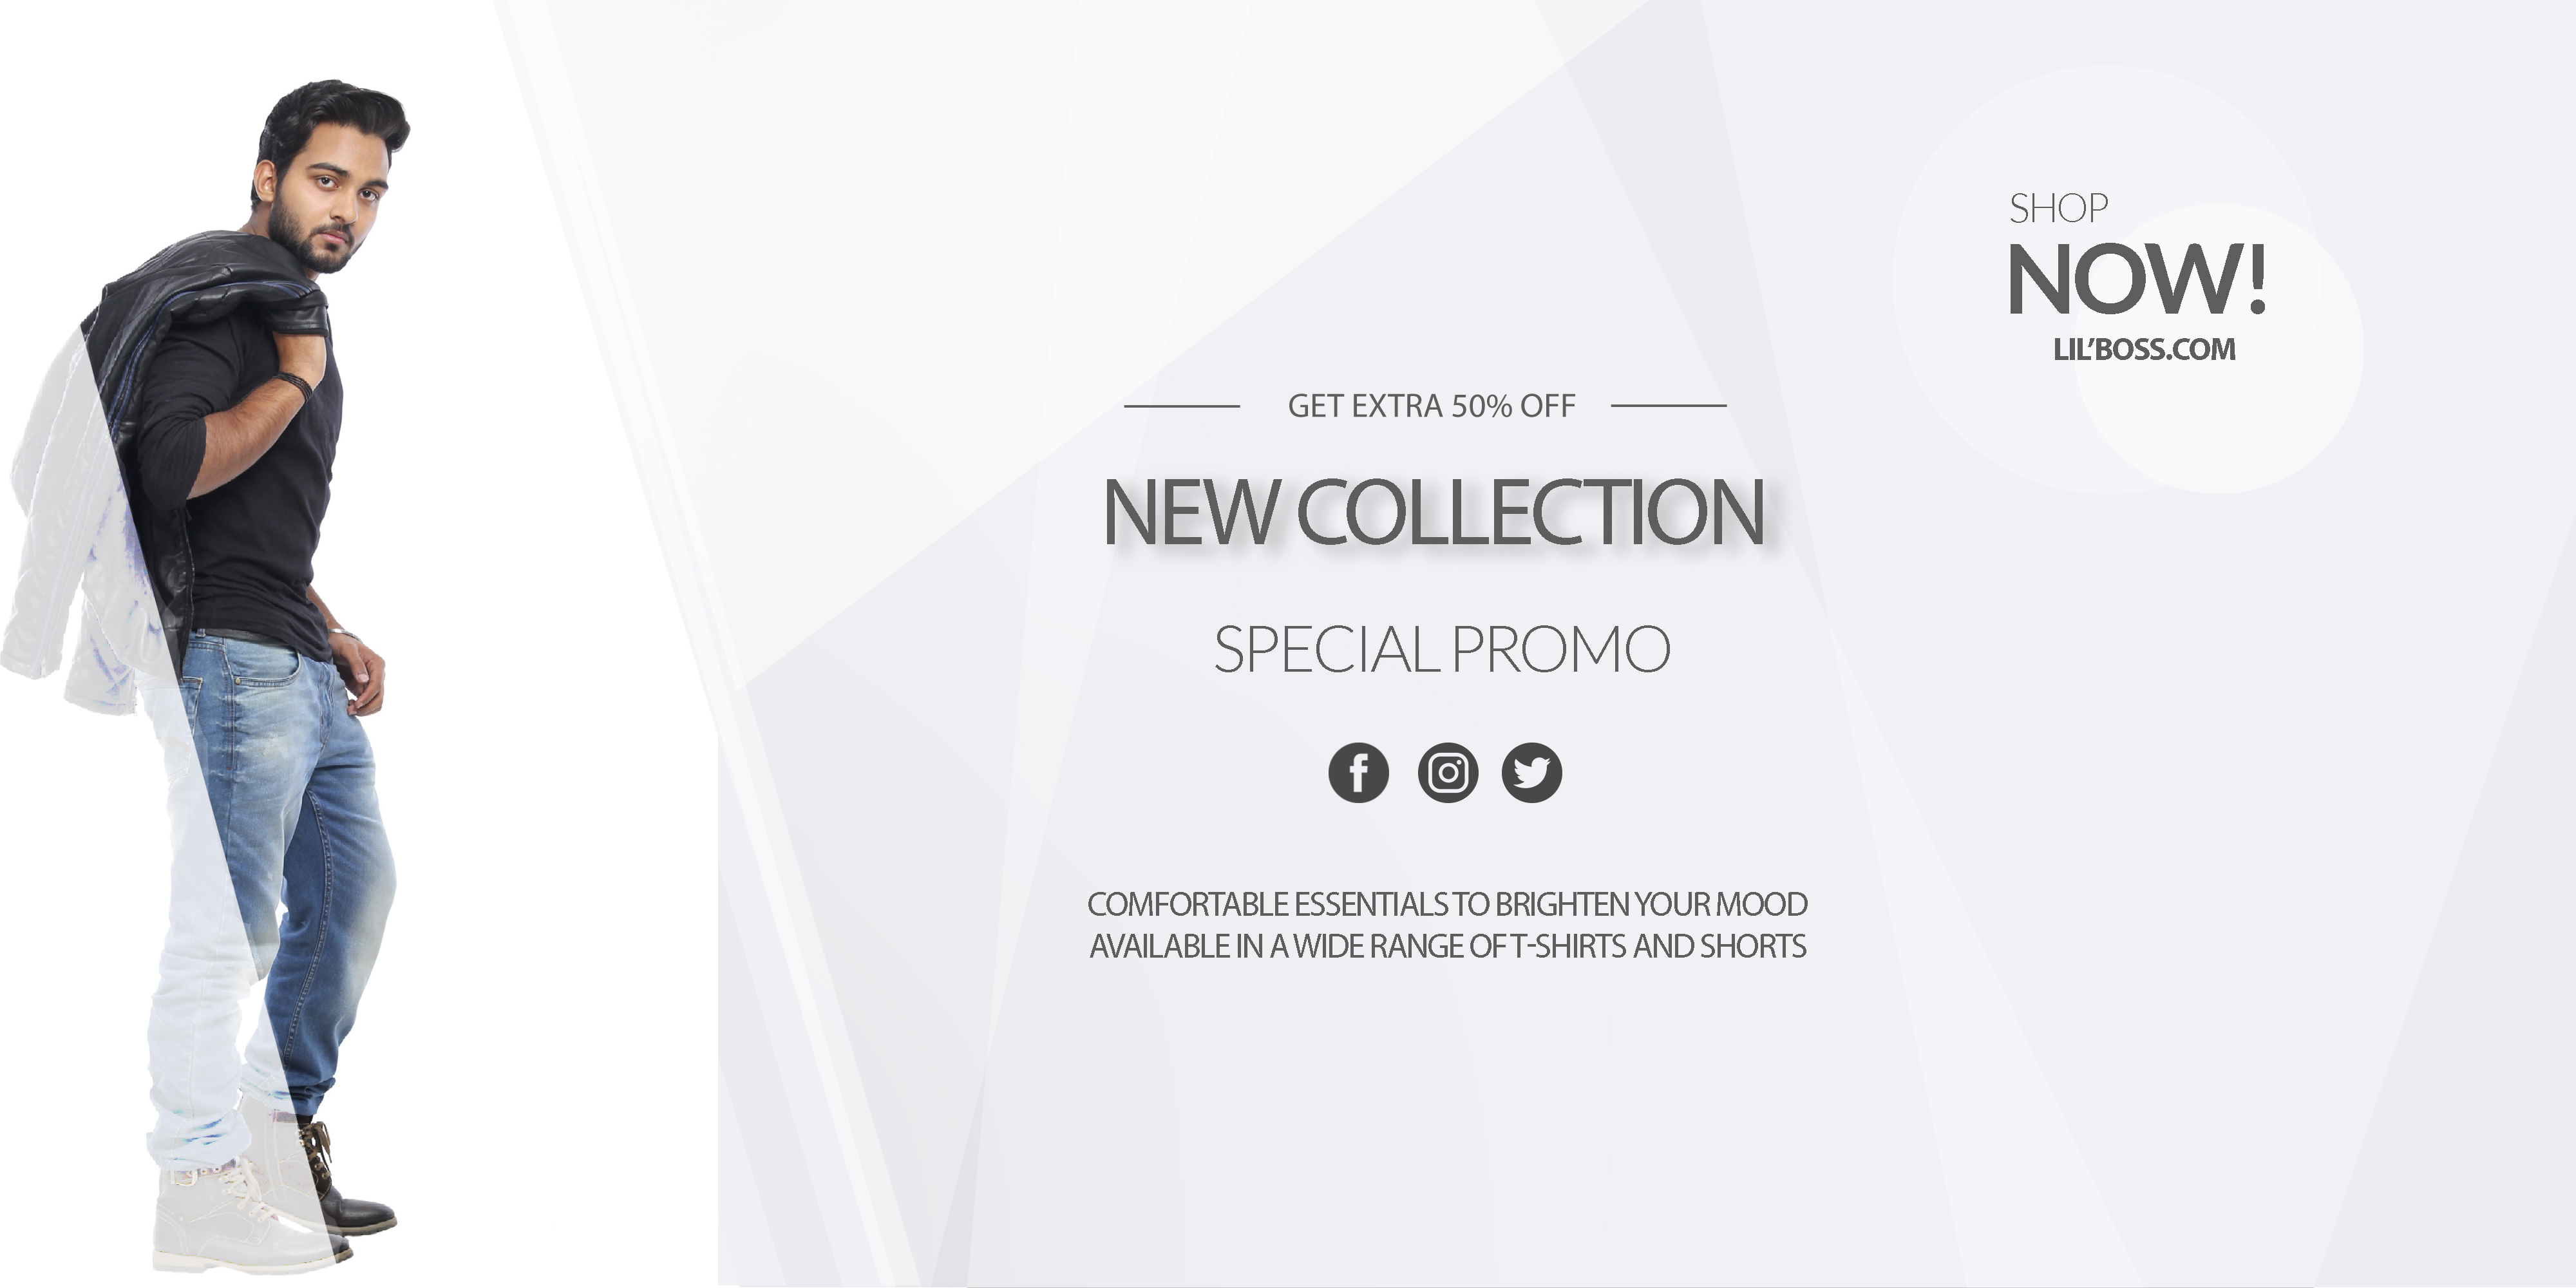 SHOP
NOW!
LIL'BOSS.COM
GET EXTRA 50% OFF
NEW COLLECTION
SPECIAL PROMO
COMFORTABLE ESSENTIALS TO BRIGHTEN YOUR MOOD
AVAILABLE IN A WIDE RANGE OF T-SHIRTS AND SHORTS